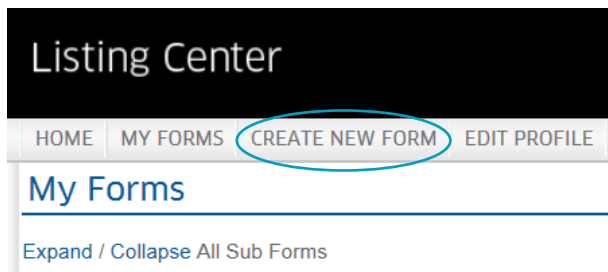 Listing Center
HOME MY FORMS CREATE NEW FORM EDIT PROFILE
My Forms
Expand / Collapse All Sub Forms